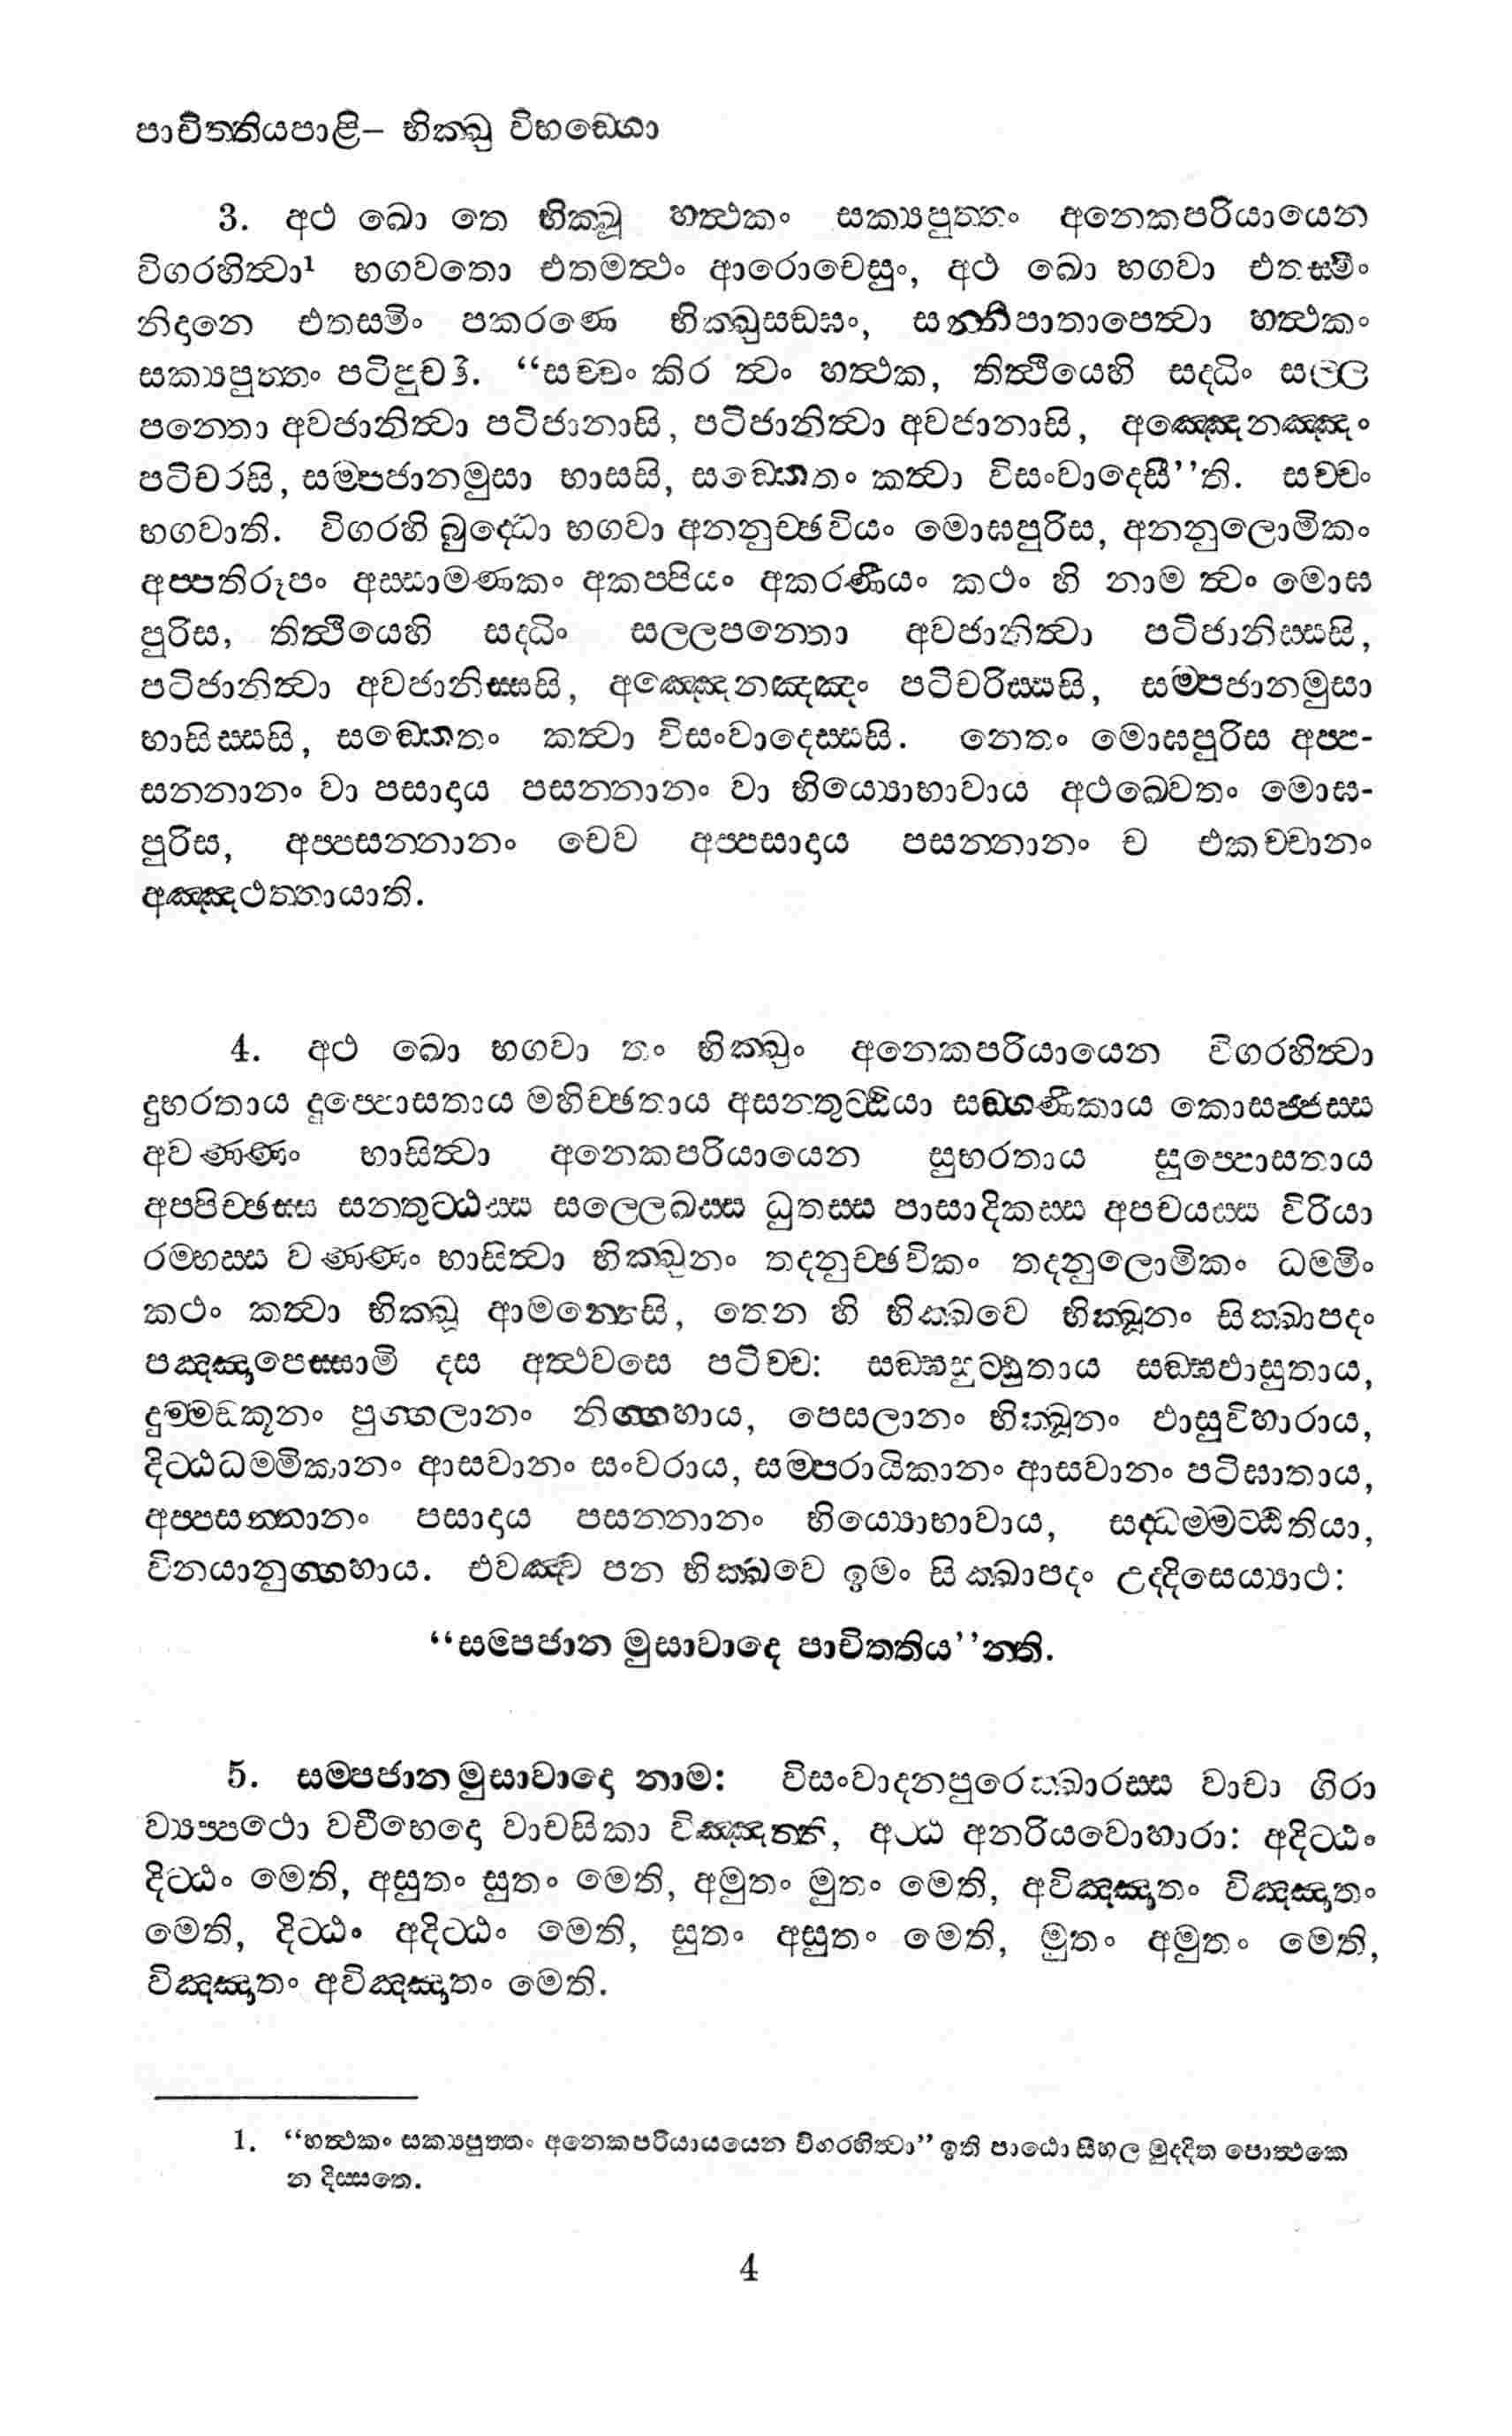 පාචිත්තියපාළි– භික්ඛු විභඞ්ගො
3. අථ ඛො තෙ භික්ඛූ හත්ථකං සක්‍යපුත්තං අනෙකපරියායෙන
විගරහිත්වා¹ භගවතො එතමත්ථං ආරොචෙසුං, අථ ඛො භගවා එතස්මිං
නිදානෙ එතස්මිං පකරණෙ භික්ඛුසඞ්ඝං, සන්නිපාතාපෙත්වා හත්ථකං
සක්‍යපුත්තං පටිපුච්ඡි. “සච්චං කිර ත්වං හත්ථක, තිත්ථියෙහි සද්ධිං සල්ල
පන්තො අවජානිත්වා පටිජානාසි, පටිජානිත්වා අවජානාසි, අඤ්ඤෙනඤ්ඤං
පටිචරසි, සම්පජානමුසා භාසසි, සඞ්කෙතං කත්වා විසංවාදෙසී’’ති. සච්චං
භගවාති. විගරහි බුද්ධො භගවා අනනුච්ඡවියං මොඝපුරිස, අනනුලොමිකං
අප්පතිරූපං අස්සාමණකං අකප්පියං අකරණීයං කථං හි නාම ත්වං මොඝ
පුරිස, තිත්ථියෙහි සද්ධිං සල්ලපන්තො අවජානිත්වා පටිජානිස්සසි,
පටිජානිත්වා අවජානිස්සසි, අඤ්ඤෙනඤ්ඤං පටිචරිස්සසි, සම්පජානමුසා
භාසිස්සසි, සඞ්කෙතං කත්වා විසංවාදෙස්සසි. නෙතං මොඝපුරිස අප්ප-
සන්නානං වා පසාදාය පසන්නානං වා භියේ‍යාභාවාය අථඛ්වෙතං මොඝ-
පුරිස, අප්පසන්නානං චෙව අප්පසාදාය පසන්නානං ච එකච්චානං
අඤ්ඤථත්තායාති.
4. අථ ඛො භගවා තං භික්ඛුං අනෙකපරියායෙන විගරහිත්වා
දුභරතාය දුප්පොසතාය මහිච්ඡතාය අසන්තුට්ඨියා සඞ්ගණිකාය කොසජ්ජස්ස
අවණ්ණං භාසිත්වා අනෙකපරියායෙන සුභරතාය සුප්පොසතාය
අප්පිච්ඡස්ස සන්තුට්ඨස්ස සල්ලෙඛස්ස ධුතස්ස පාසාදිකස්ස අපචයස්ස විරියා
රම්භස්ස වණ්ණං භාසිත්වා භික්ඛූනං තදනුච්ඡවිකං තදනුලොමිකං ධම්මිං
කථං කත්වා භික්ඛූ ආමන්තෙසි, තෙන හි භික්ඛවෙ භික්ඛූනං සික්ඛාපදං
පඤ්ඤාපෙස්සාමි දස අත්ථවසෙ පටිච්ච: සඞ්ඝසුට්ඨුතාය සඞ්ඝඵාසුතාය,
දුම්මඞ්කූනං පුග්ගලානං නිග්ගහාය, පෙසලානං භික්ඛූනං ඵාසුවිහාරාය,
දිට්ඨධම්මිකානං ආසවානං සංවරාය, සම්පරායිකානං ආසවානං පටිඝාතාය,
අප්පසන්නානං පසාදාය පසන්නානං භියේ‍යාභාවාය, සද්ධම්මට්ඨිතියා,
විනයානුග්ගහාය. එවඤ්ච පන භික්ඛවෙ ඉමං සික්ඛාපදං උද්දිසෙය්‍යාථ:
“සම්පජාන මුසාවාදෙ පාචිත්තිය’’න්ති.
5. සම්පජානමුසාවාදො නාම: විසංවාදනපුරෙක්ඛාරස්ස වාචා ගිරා
ව්‍යප්පථො වචීභෙදො වාචසිකා විඤ්ඤත්ති, අට්ඨ අනරියවොහාරා: අදිට්ඨං
දිට්ඨං මෙති, අසුතං සුතං මෙති, අමුතං මුතං මෙති, අවිඤ්ඤාතං විඤ්ඤාතං
මෙති, දිට්ඨං අදිට්ඨං මෙති, සුතං අසුතං මෙති, මුතං අමුතං මෙති,
විඤ්ඤාතං අවිඤ්ඤාතං මෙති.
1. “හත්ථකං සක්‍යපුත්තං අනෙකපරියායයෙන විගරහිත්වා” ඉති පාඨො සීහල මුද්දිත පොත්ථකෙ
න දිස්සතෙ.
4